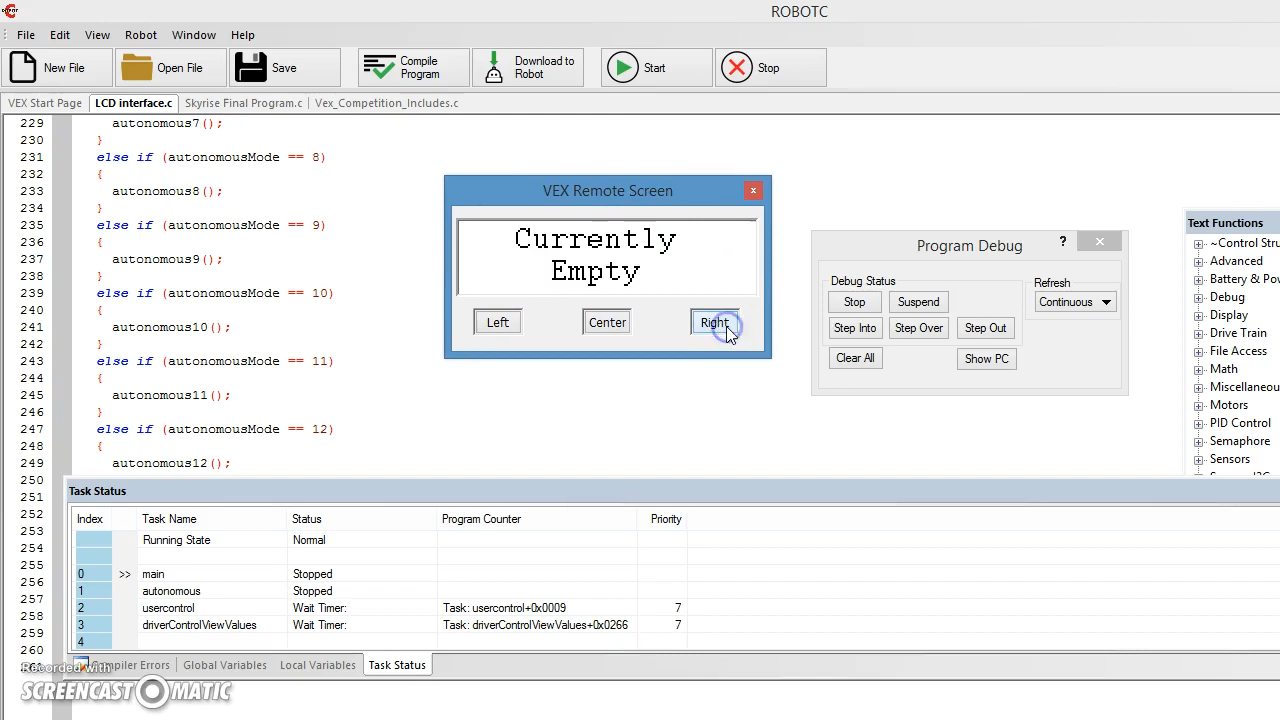 ROBOTC
File Edit View Robot Window Help
New File Open File Save Compile Program Download to Robot Start Stop
VEX Start Page LCD interface.c Skyrise Final Program.c Vex_Competition_Includes.c
229 autonomous7();
230 }
231 else if (autonomousMode == 8)
232 {
233 autonomous8();
234 }
235 else if (autonomousMode == 9)
236 {
237 autonomous9();
238 }
239 else if (autonomousMode == 10)
240 {
241 autonomous10();
242 }
243 else if (autonomousMode == 11)
244 {
245 autonomous11();
246 }
247 else if (autonomousMode == 12)
248 {
249 autonomous12();
250
251
252
253
254
255
256
257
258
259
260
VEX Remote Screen x
Currently
Empty
Left Center Right
Program Debug ? x
Debug Status Refresh
Stop Suspend Continuous
Step Into Step Over Step Out
Clear All Show PC
Text Functions
~Control Stru
Advanced
Battery & Po
Debug
Display
Drive Train
File Access
Math
Miscellaneou
Motors
PID Control
Semaphore
Sensors
Task Status
Index Task Name Status Program Counter Priority
Running State Normal
0 >> main Stopped
1 autonomous Stopped
2 usercontrol Wait Timer: Task: usercontrol+0x0009 7
3 driverControlViewValues Wait Timer: Task: driverControlViewValues+0x0266 7
4
Compiler Errors Global Variables Local Variables Task Status
Recorded with
SCREENCAST MATIC